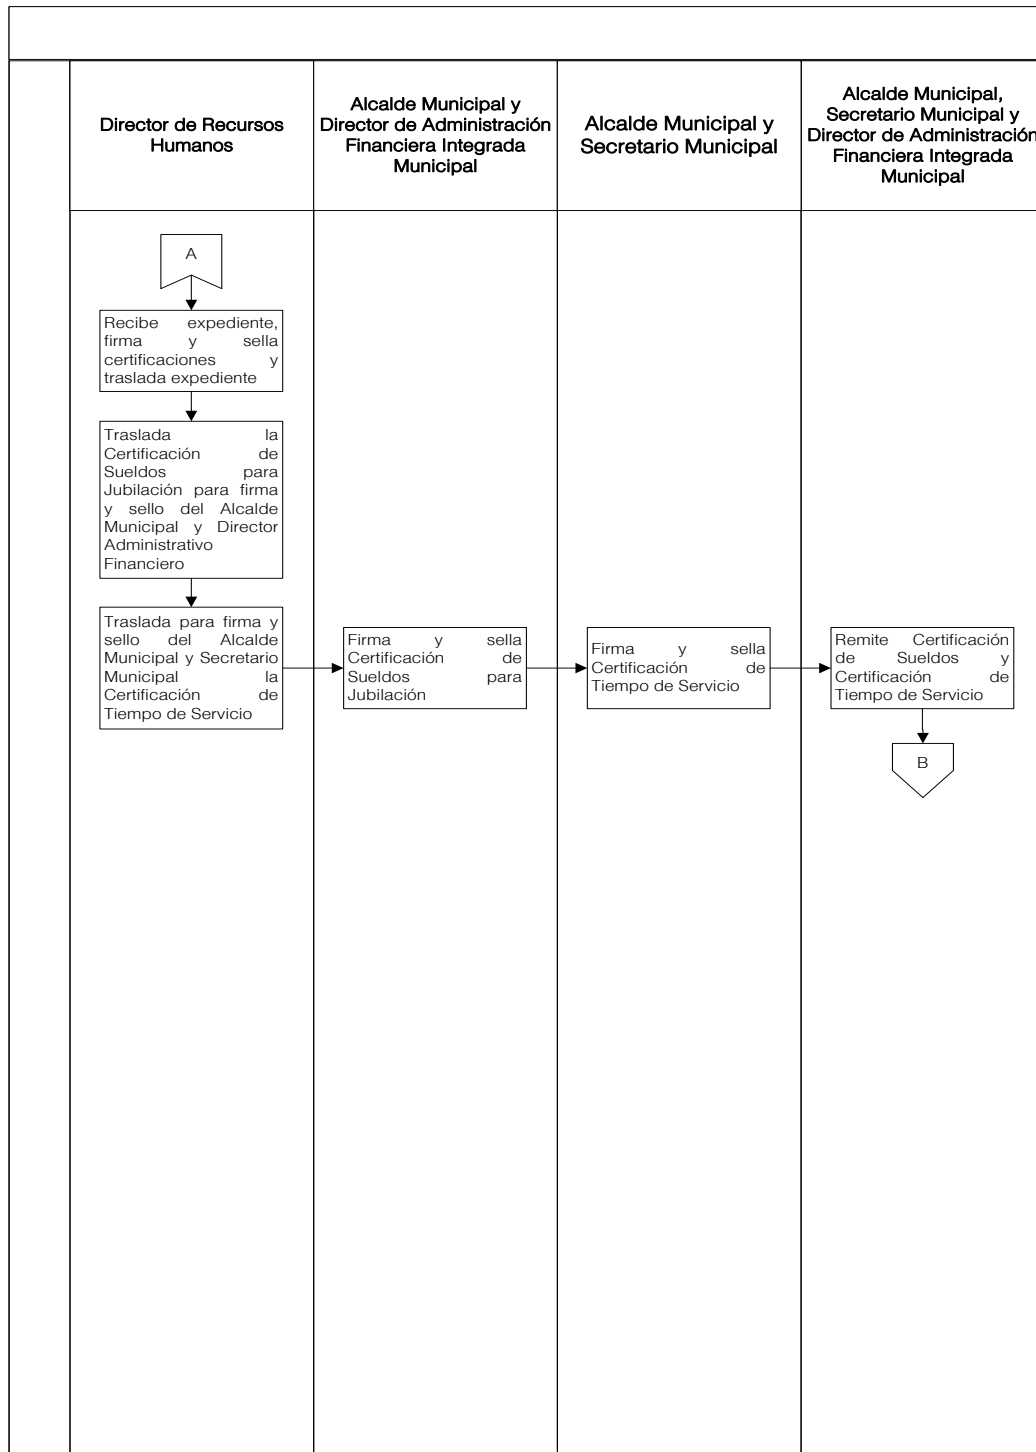 Director de Recursos
Humanos
Alcalde Municipal y
Director de Administración
Financiera Integrada
Municipal
Alcalde Municipal y
Secretario Municipal
Alcalde Municipal,
Secretario Municipal y
Director de Administración
Financiera Integrada
Municipal
A
Recibe expediente,
firma y sella
certificaciones y
traslada expediente
Traslada la
Certificación de
Sueldos para
Jubilación para firma
y sello del Alcalde
Municipal y Director
Administrativo
Financiero
Traslada para firma y
sello del Alcalde
Municipal y Secretario
Municipal la
Certificación de
Tiempo de Servicio
Firma y sella
Certificación de
Sueldos para
Jubilación
Firma y sella
Certificación de
Tiempo de Servicio
Remite Certificación
de Sueldos y
Certificación de
Tiempo de Servicio
B